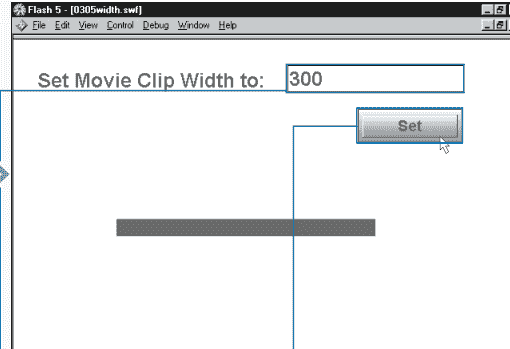 Flash 5 - [0305width.swf]
File Edit View Control Debug Window Help
Set Movie Clip Width to: 300
Set